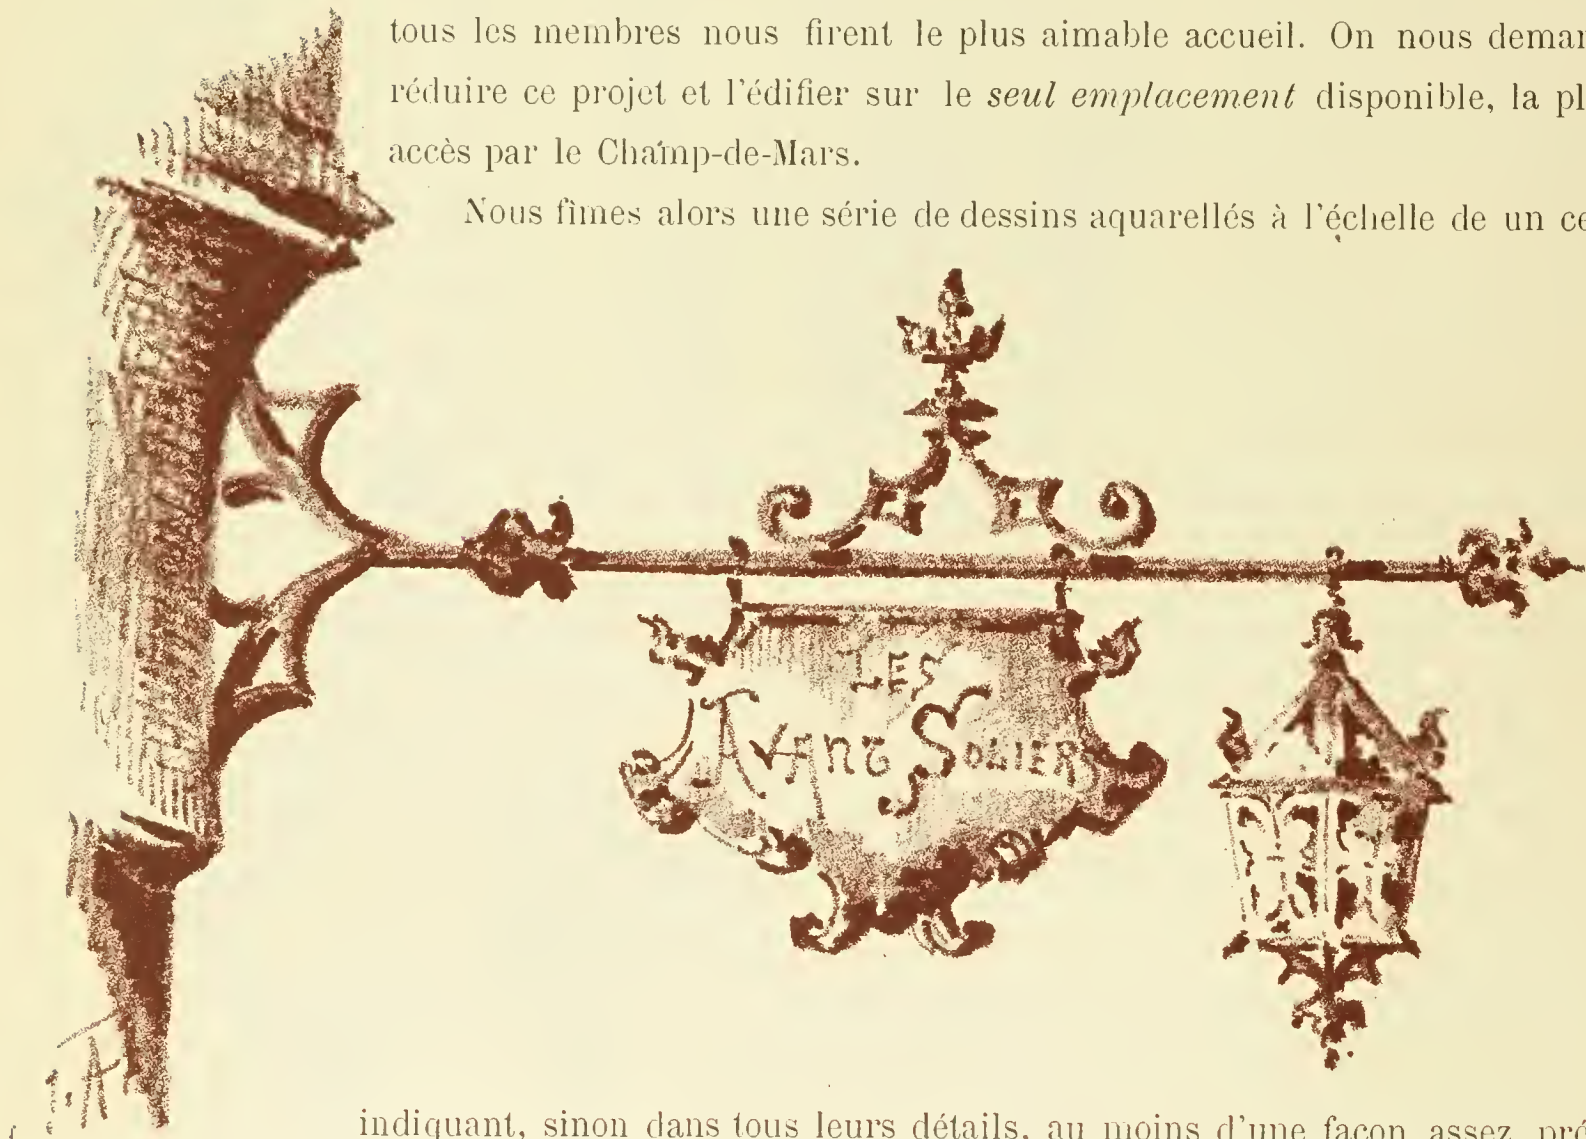 tous les membres nous firent le plus aimable accueil. On nous deman
réduire ce projet et l'édifier sur le seul emplacement disponible, la pl
accès par le Champ-de-Mars.
Nous fîmes alors une série de dessins aquarellés à l'échelle de un ce
LES
AVANT SOLIER
indiquant, sinon dans tous leurs détails, au moins d'une façon assez pré